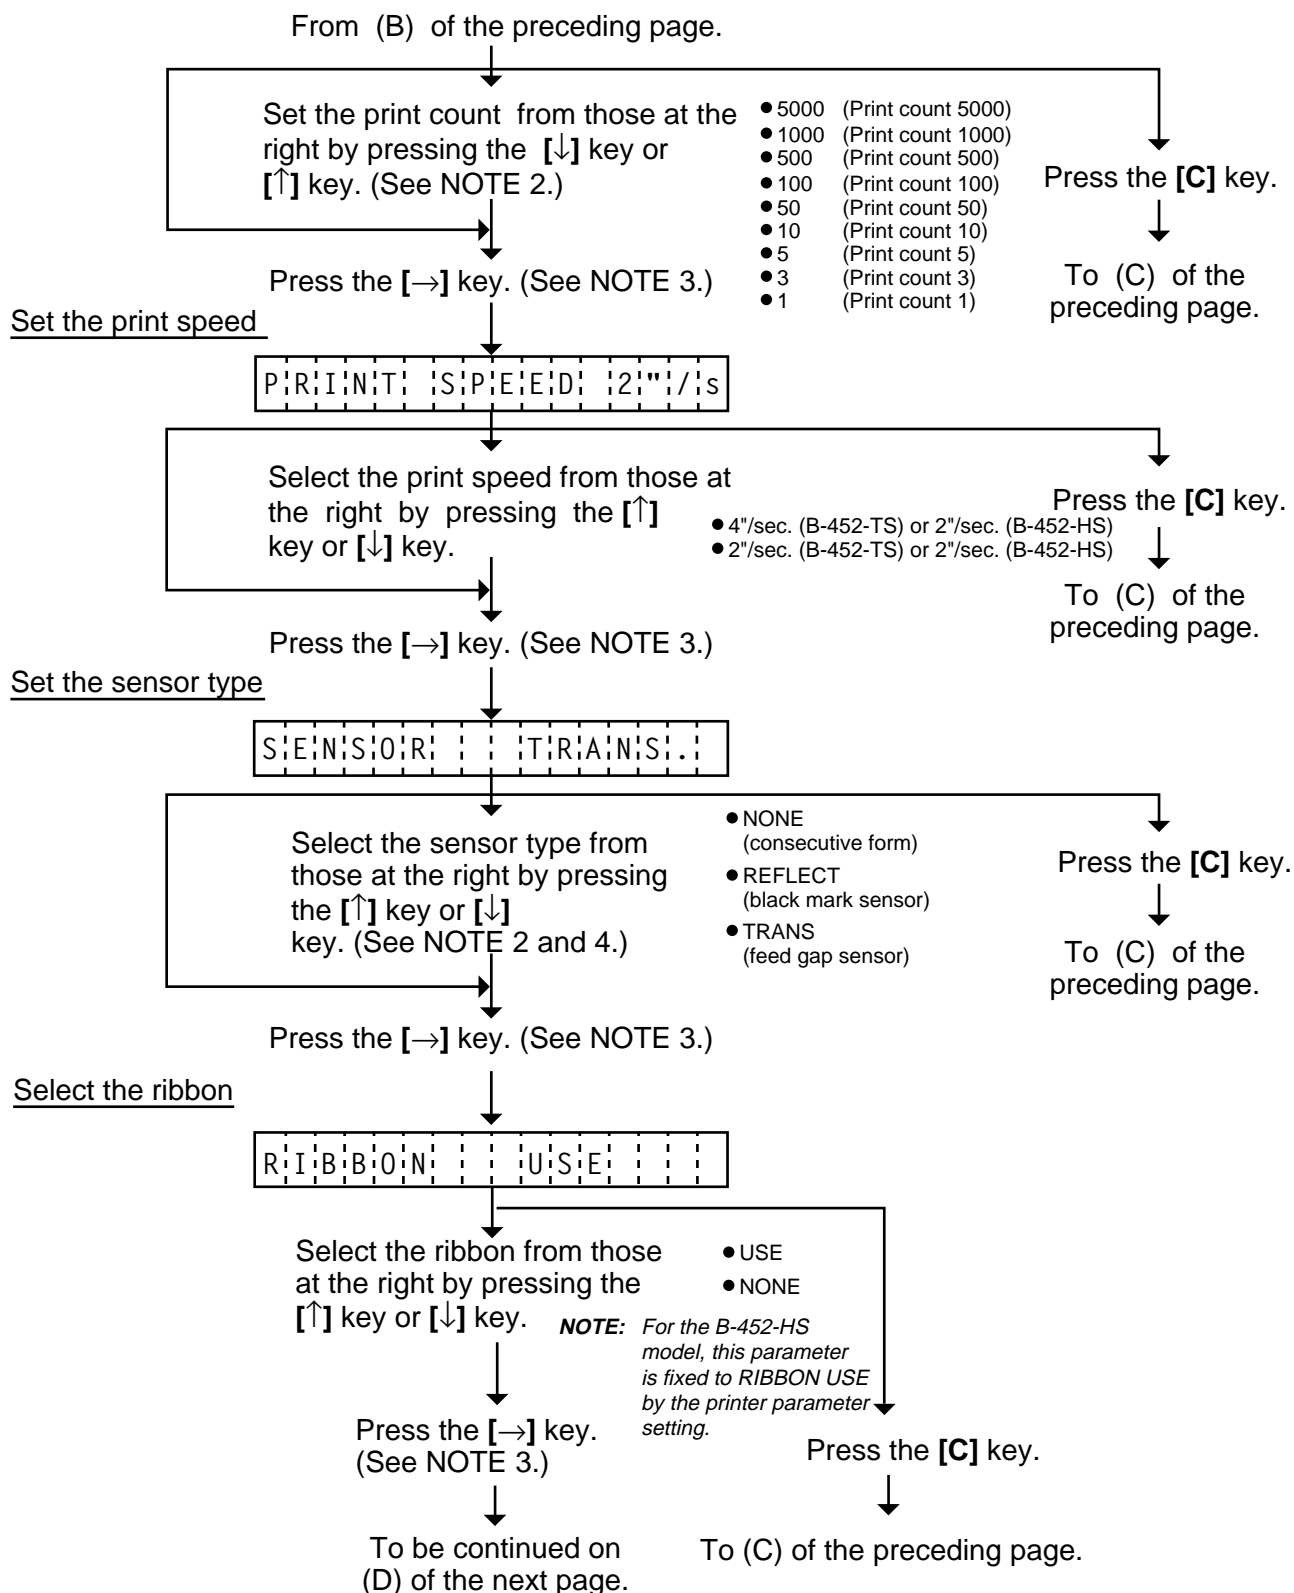 From (B) of the preceding page.
Set the print count from those at the
right by pressing the [↓] key or
[↑] key. (See NOTE 2.)
● 5000 (Print count 5000)
● 1000 (Print count 1000)
● 500 (Print count 500)
● 100 (Print count 100)
● 50 (Print count 50)
● 10 (Print count 10)
● 5 (Print count 5)
● 3 (Print count 3)
● 1 (Print count 1)
Press the [C] key.
To (C) of the
preceding page.
Press the [→] key. (See NOTE 3.)
Set the print speed
PRINT SPEED 2"/s
Select the print speed from those at
the right by pressing the [↑]
key or [↓] key.
● 4"/sec. (B-452-TS) or 2"/sec. (B-452-HS)
● 2"/sec. (B-452-TS) or 2"/sec. (B-452-HS)
Press the [C] key.
To (C) of the
preceding page.
Press the [→] key. (See NOTE 3.)
Set the sensor type
SENSOR TRANS.
Select the sensor type from
those at the right by pressing
the [↑] key or [↓]
key. (See NOTE 2 and 4.)
● NONE
(consecutive form)
● REFLECT
(black mark sensor)
● TRANS
(feed gap sensor)
Press the [C] key.
To (C) of the
preceding page.
Press the [→] key. (See NOTE 3.)
Select the ribbon
RIBBON USE
Select the ribbon from those
at the right by pressing the
[↑] key or [↓] key.
● USE
● NONE
NOTE: For the B-452-HS
model, this parameter
is fixed to RIBBON USE
by the printer parameter
setting.
Press the [→] key.
(See NOTE 3.)
To be continued on
(D) of the next page.
Press the [C] key.
To (C) of the preceding page.